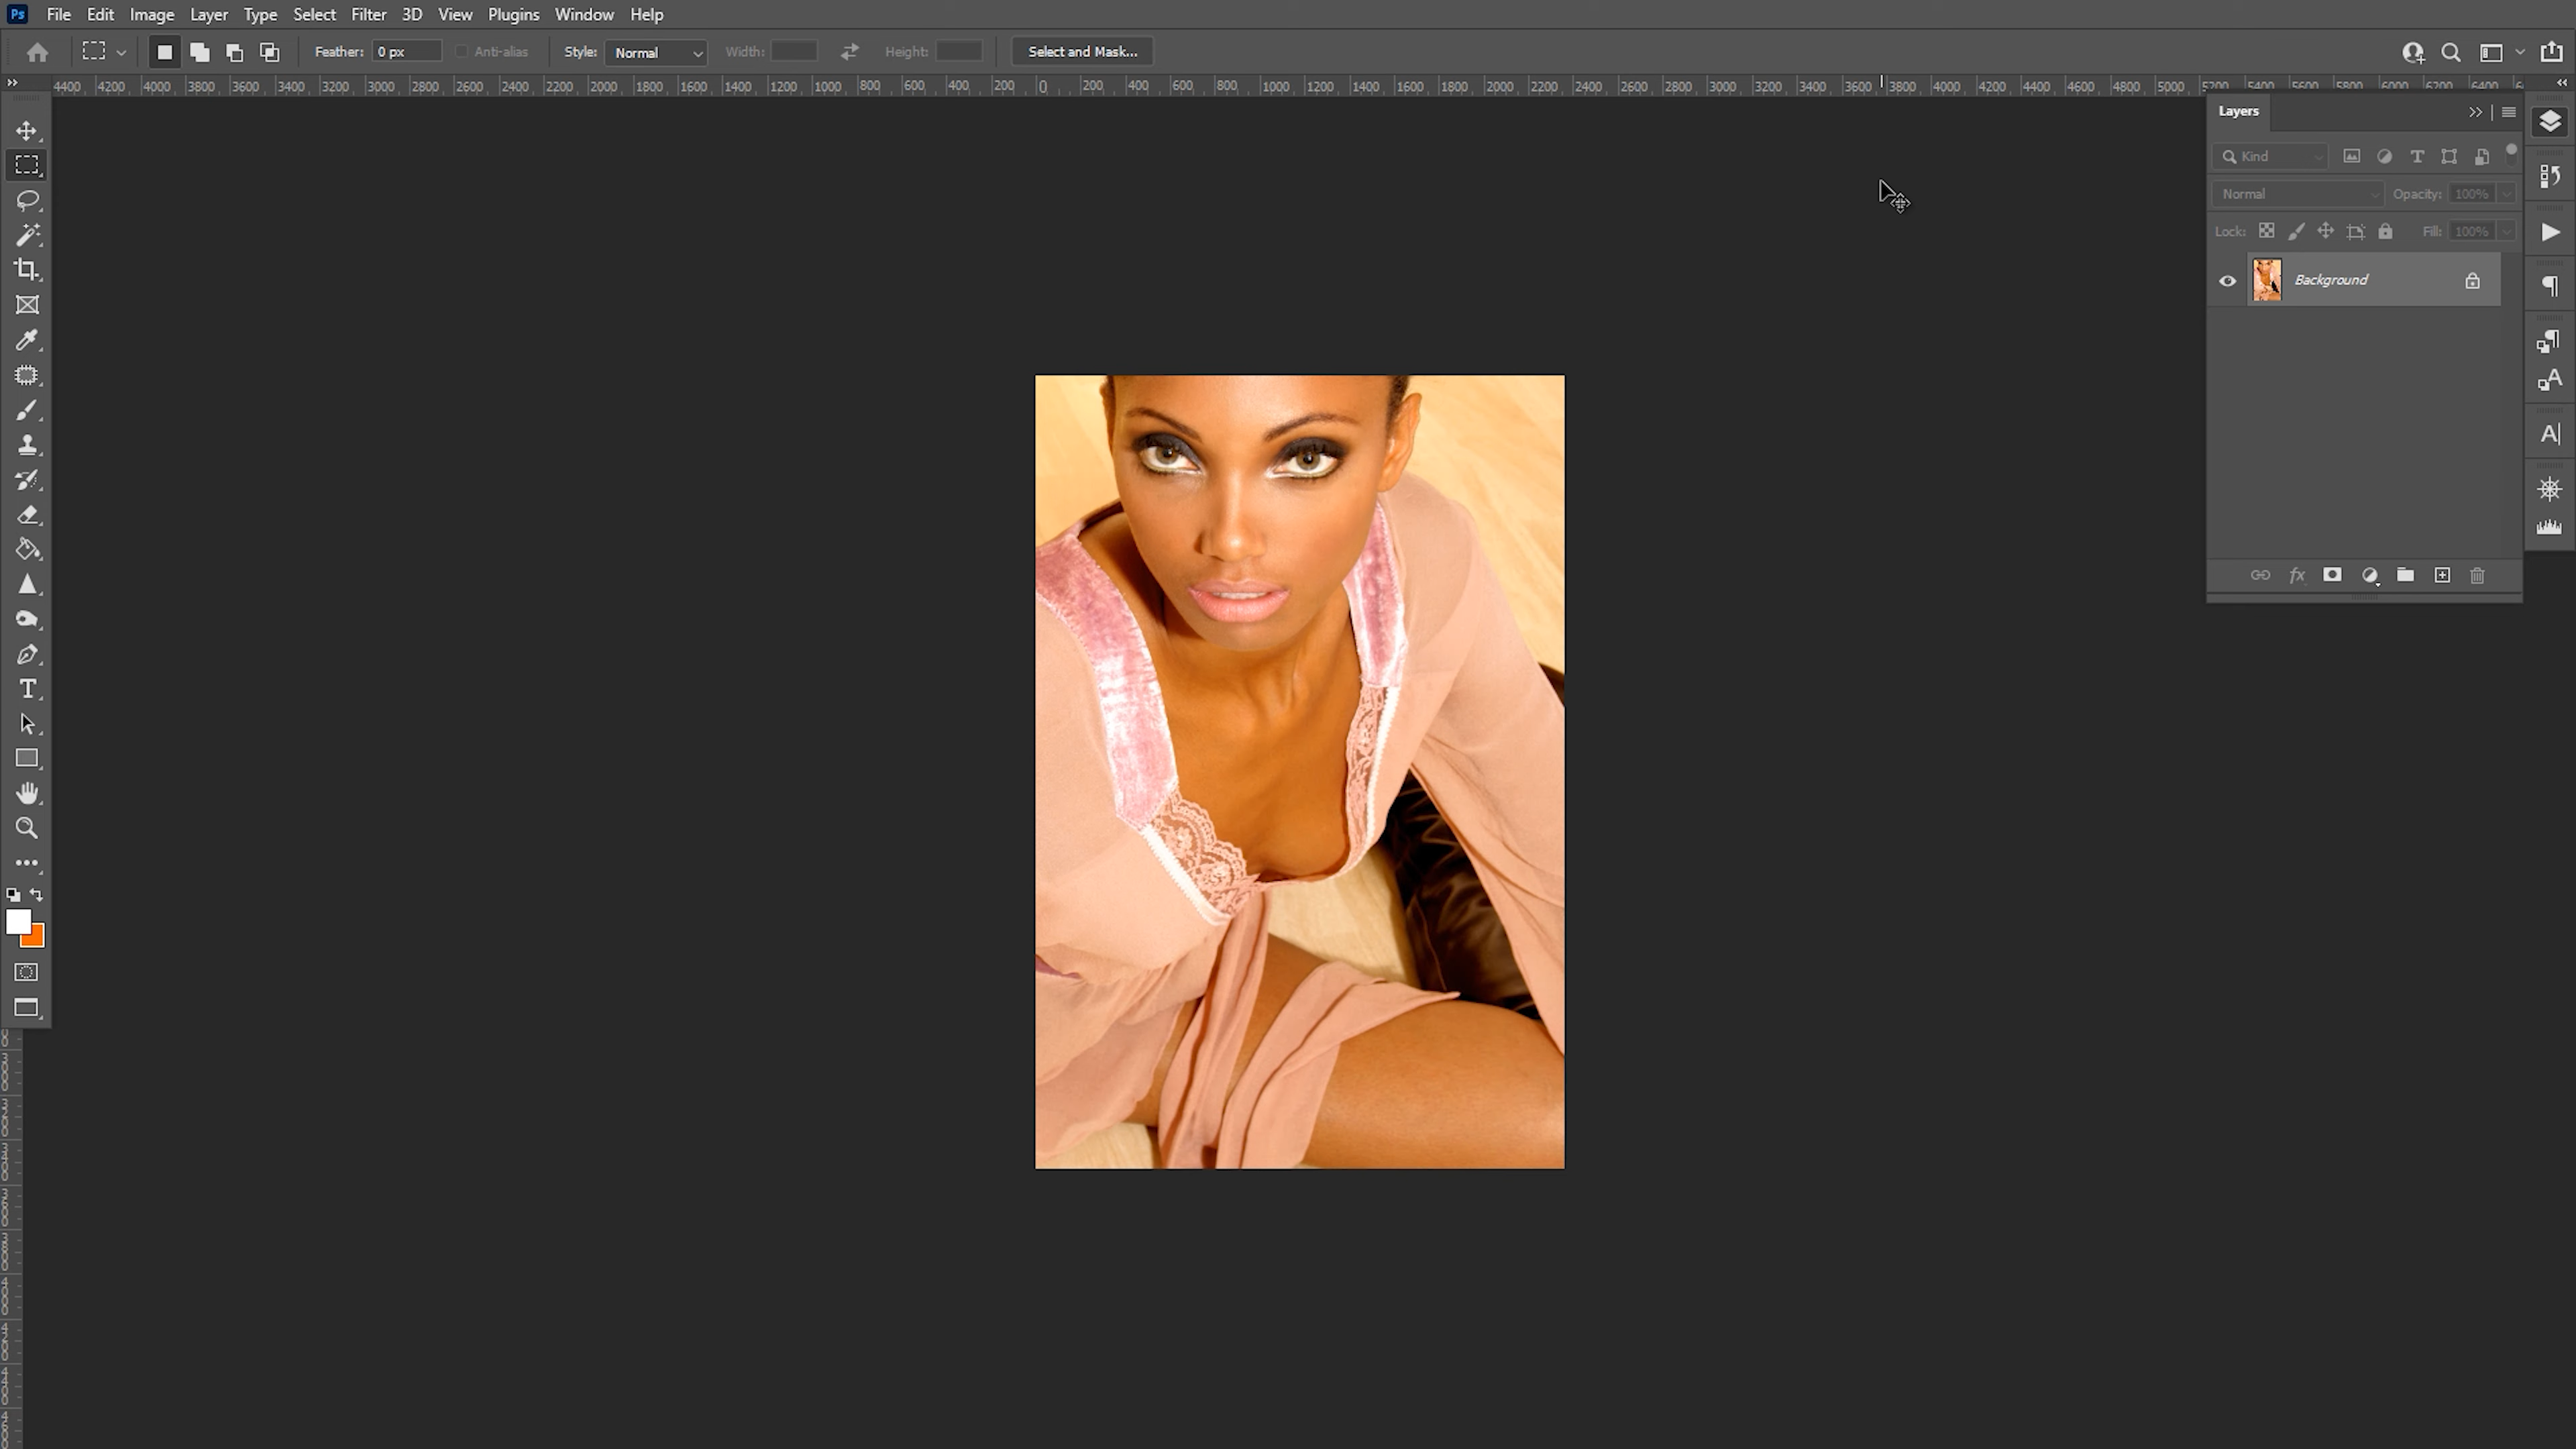 Ps File Edit Image Layer Type Select Filter 3D View Plugins Window Help
Feather: 0 px Anti-alias Style: Normal Width: Height: Select and Mask...
4400 4200 4000 3800 3600 3400 3200 3000 2800 2600 2400 2200 2000 1800 1600 1400 1200 1000 800 600 400 200 0 200 400 600 800 1000 1200 1400 1600 1800 2000 2200 2400 2600 2800 3000 3200 3400 3600 3800 4000 4200 4400 4600 4800 5000 5200 5400 5600 5800 6000 6200 6400
Layers
Kind
Normal Opacity: 100%
Lock: Fill: 100%
Background